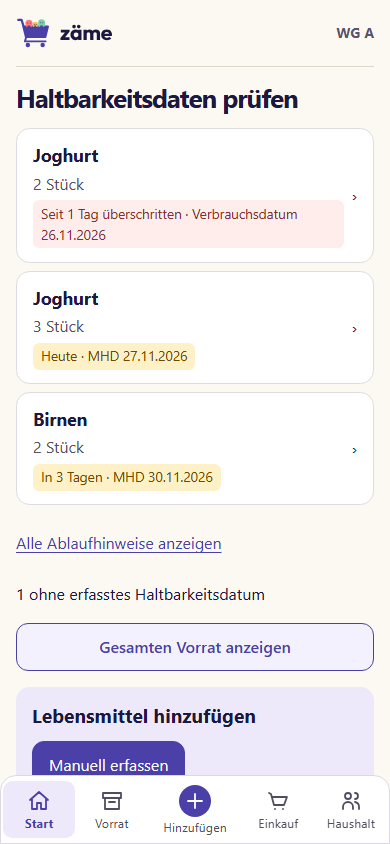 zäme
WG A
Haltbarkeitsdaten prüfen
Joghurt
2 Stück
Seit 1 Tag überschritten · Verbrauchsdatum
26.11.2026
Joghurt
3 Stück
Heute · MHD 27.11.2026
Birnen
2 Stück
In 3 Tagen · MHD 30.11.2026
Alle Ablaufhinweise anzeigen
1 ohne erfasstes Haltbarkeitsdatum
Gesamten Vorrat anzeigen
Lebensmittel hinzufügen
Manuell erfassen
Start
Vorrat
Hinzufügen
Einkauf
Haushalt